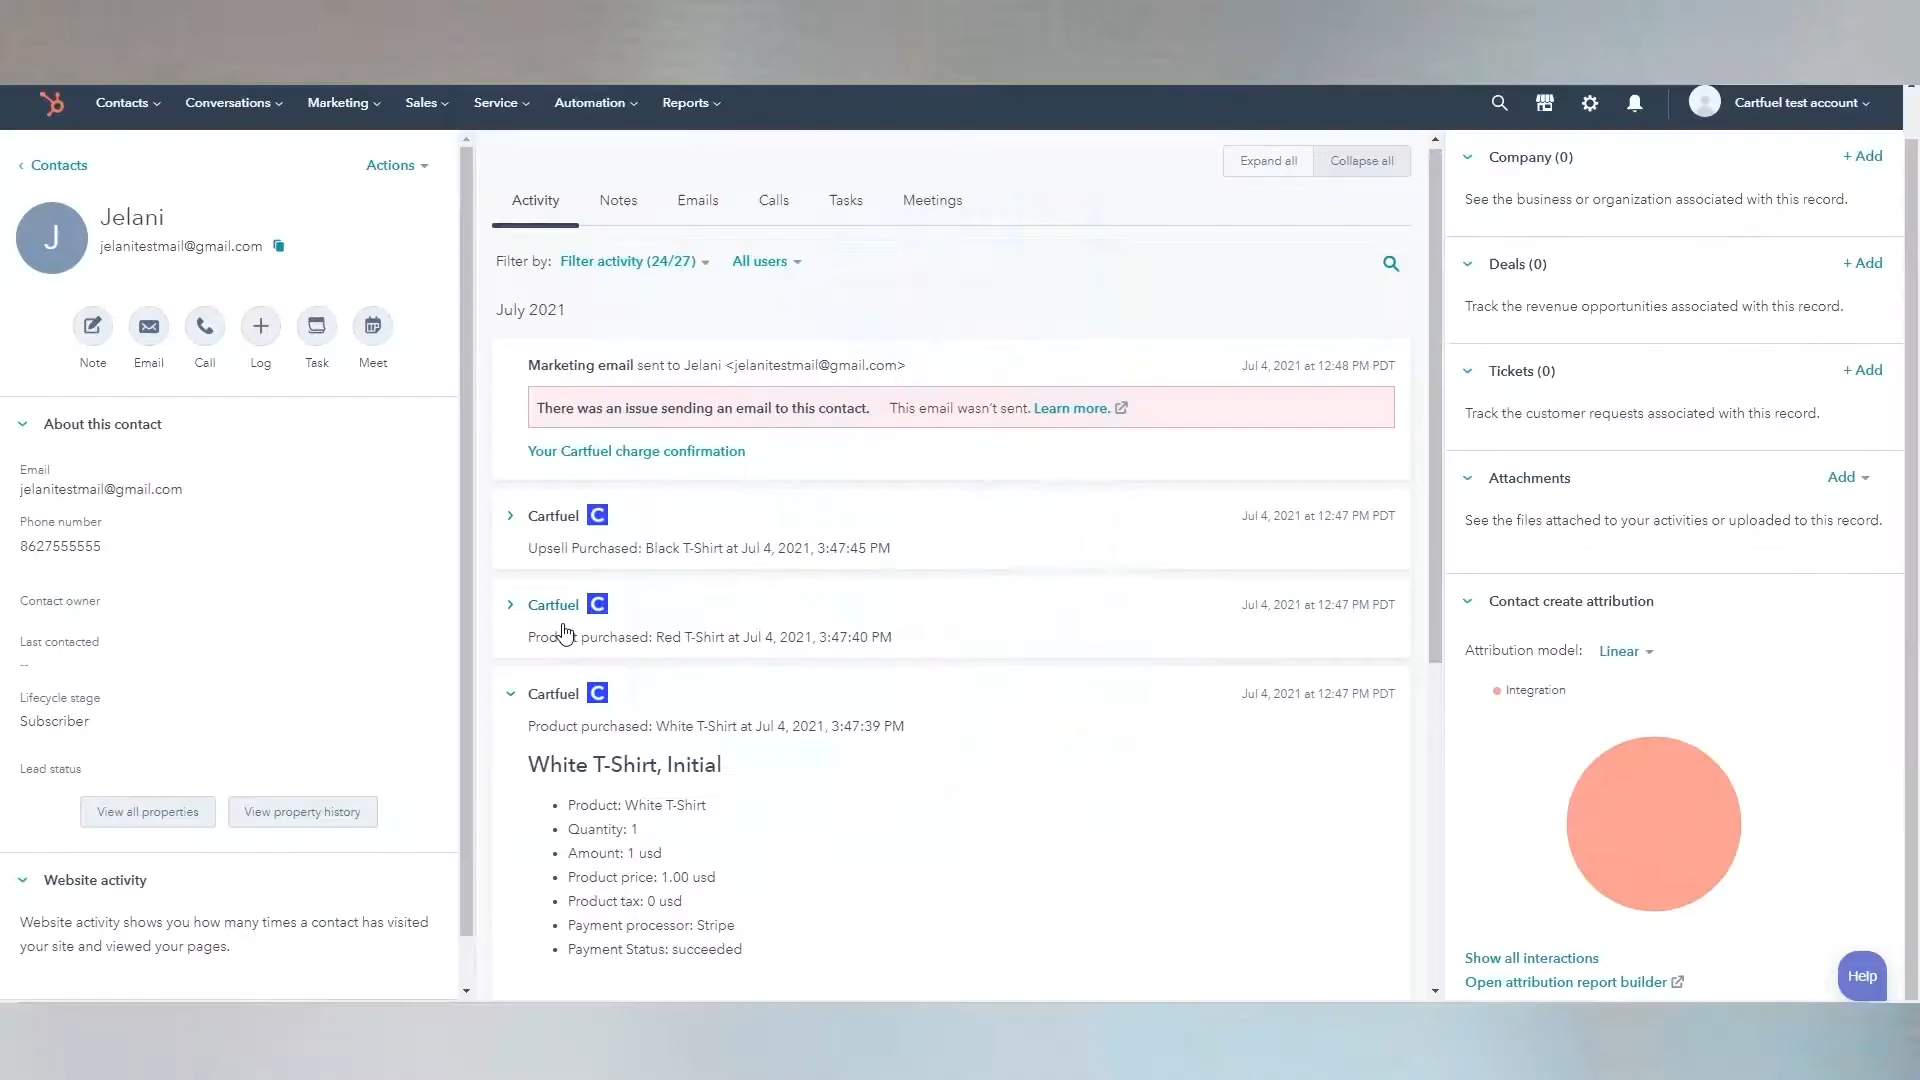 Contacts
Conversations
Marketing
Sales
Service
Automation
Reports
Cartfuel test account
Contacts
Actions
J
Jelani
jelanitestmail@gmail.com
Note
Email
Call
Log
Task
Meet
About this contact
Email
jelanitestmail@gmail.com
Phone number
8627555555
Contact owner
Last contacted
--
Lifecycle stage
Subscriber
Lead status
View all properties
View property history
Website activity
Website activity shows you how many times a contact has visited
your site and viewed your pages.
Expand all
Collapse all
Activity
Notes
Emails
Calls
Tasks
Meetings
Filter by: Filter activity (24/27) All users
July 2021
Marketing email sent to Jelani <jelanitestmail@gmail.com>
Jul 4, 2021 at 12:48 PM PDT
There was an issue sending an email to this contact. This email wasn't sent. Learn more.
Your Cartfuel charge confirmation
Cartfuel C
Jul 4, 2021 at 12:47 PM PDT
Upsell Purchased: Black T-Shirt at Jul 4, 2021, 3:47:45 PM
Cartfuel C
Jul 4, 2021 at 12:47 PM PDT
Product purchased: Red T-Shirt at Jul 4, 2021, 3:47:40 PM
Cartfuel C
Jul 4, 2021 at 12:47 PM PDT
Product purchased: White T-Shirt at Jul 4, 2021, 3:47:39 PM
White T-Shirt, Initial
• Product: White T-Shirt
• Quantity: 1
• Amount: 1 usd
• Product price: 1.00 usd
• Product tax: 0 usd
• Payment processor: Stripe
• Payment Status: succeeded
Company (0)
+ Add
See the business or organization associated with this record.
Deals (0)
+ Add
Track the revenue opportunities associated with this record.
Tickets (0)
+ Add
Track the customer requests associated with this record.
Attachments
Add
See the files attached to your activities or uploaded to this record.
Contact create attribution
Attribution model: Linear
Integration
Show all interactions
Open attribution report builder
Help